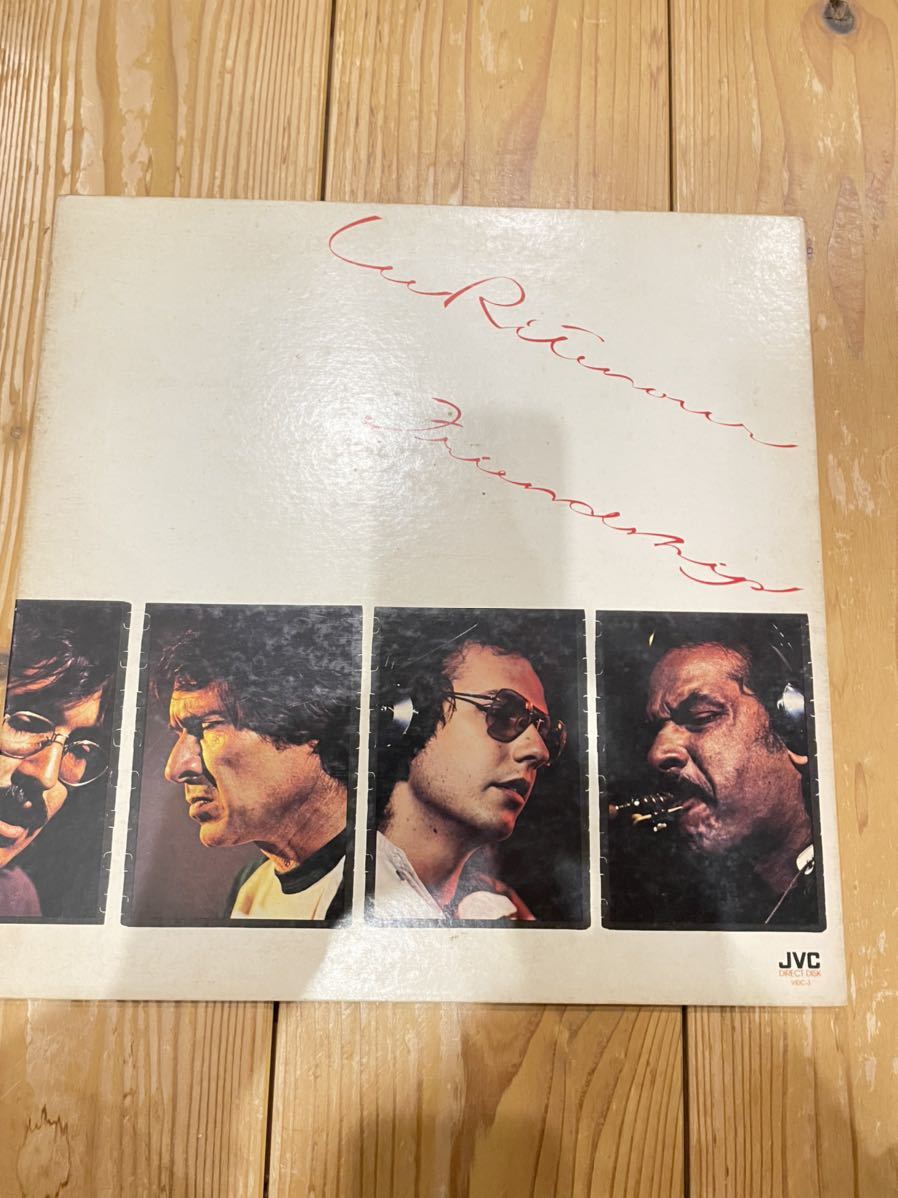 Lee Ritenour
Friendship
JVC
DIRECT DISK
VIDC-3